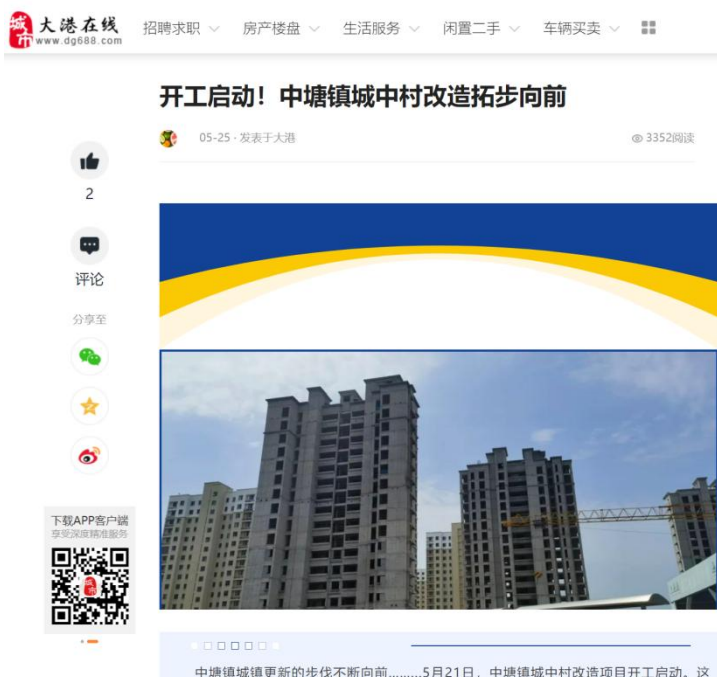 城市
大港在线
www.dg688.com
招聘求职
房产楼盘
生活服务
闲置二手
车辆买卖
开工启动！中塘镇城中村改造拓步向前
05-25 · 发表于大港
3352阅读
2
评论
分享至
下载APP客户端
享受深度精准服务
城市
中塘镇城镇更新的步伐不断向前………5月21日，中塘镇城中村改造项目开工启动。这